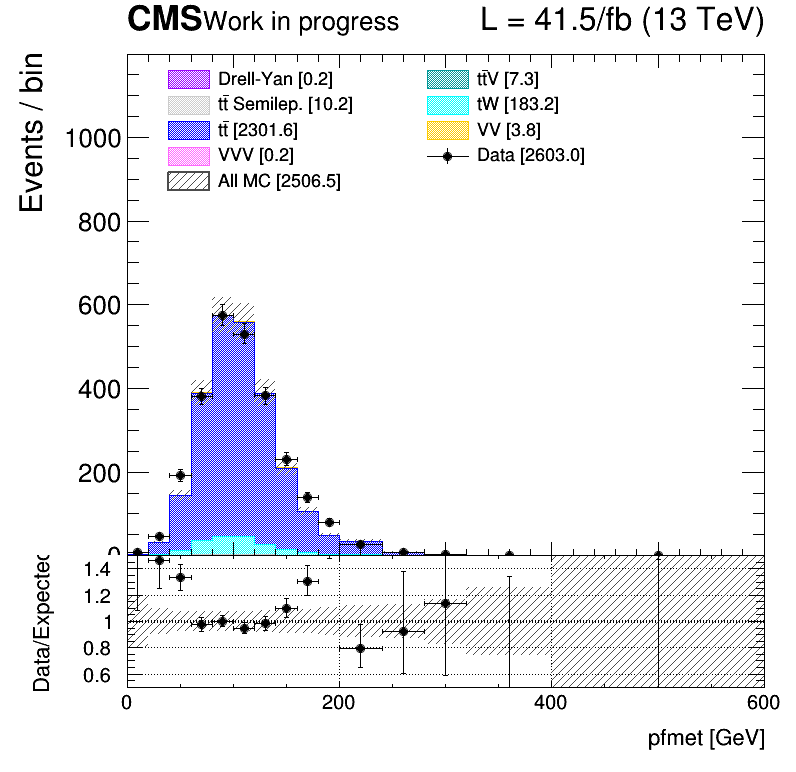 CMS Work in progress L = 41.5/fb (13 TeV)
Events / bin
Drell-Yan [0.2] tt̄V [7.3]
tt̄ Semilep. [10.2] tW [183.2]
tt̄ [2301.6] VV [3.8]
VVV [0.2] Data [2603.0]
All MC [2506.5]
1000
800
600
400
200
0
Data/Expected
1.4
1.2
1
0.8
0.6
0 200 400 600
pfmet [GeV]